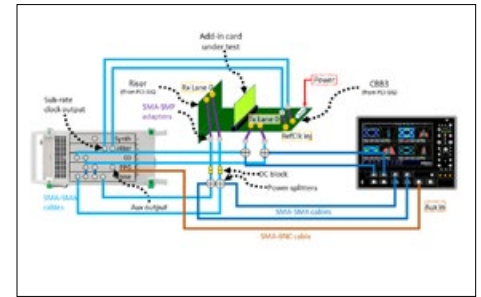 Add-in card
under test
Riser
(from PCI-SIG)
Rx Lane 0
Power
CBB3
(from PCI-SIG)
Sub-rate
clock output
SMA-SMP
adapters
Tx Lane 0
RefClk inj
Synth
Jitter
DC block
Power splitters
SMA-SMA
cables
Aux output
SMA-SMA cables
Aux In
SMA-BNC cable